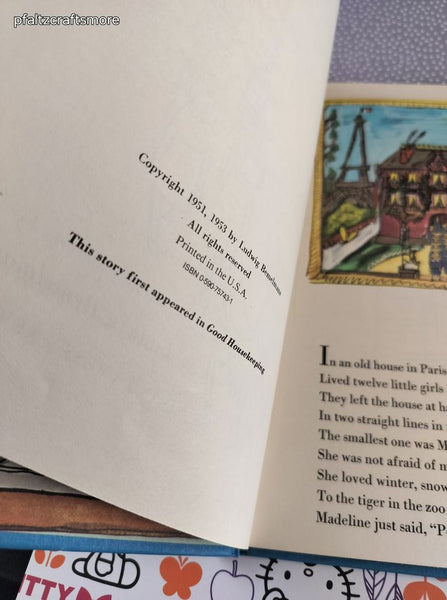 pfaltzcraftsmore
Copyright 1951, 1953 by Ludwig Bemelmans
All rights reserved
Printed in the U.S.A.
ISBN 0-590-75743-1
This story first appeared in Good Housekeeping
In an old house in Paris
Lived twelve little girls
They left the house at
In two straight lines in
The smallest one was
She was not afraid of
She loved winter,
To the tiger in the zoo
Madeline just said,